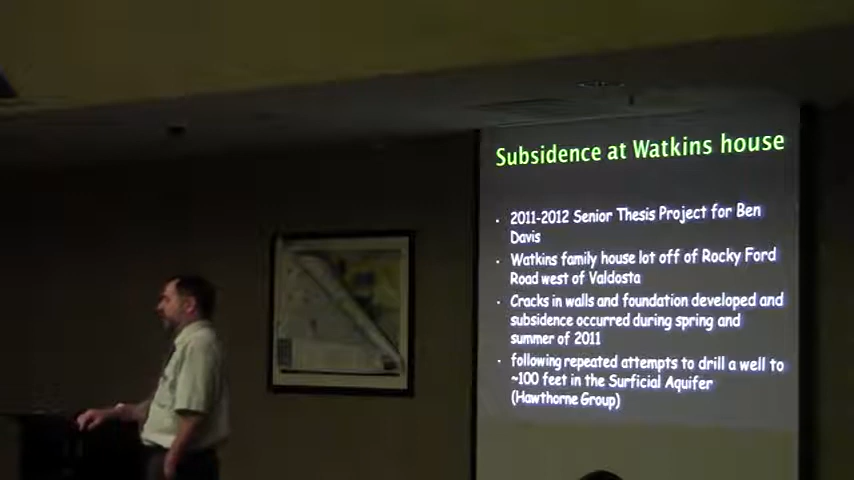 Subsidence at Watkins house
• 2011-2012 Senior Thesis Project for Ben
Davis
• Watkins family house lot off of Rocky Ford
Road west of Valdosta
• Cracks in walls and foundation developed and
subsidence occurred during spring and
summer of 2011
• following repeated attempts to drill a well to
~100 feet in the Surficial Aquifer
(Hawthorne Group)